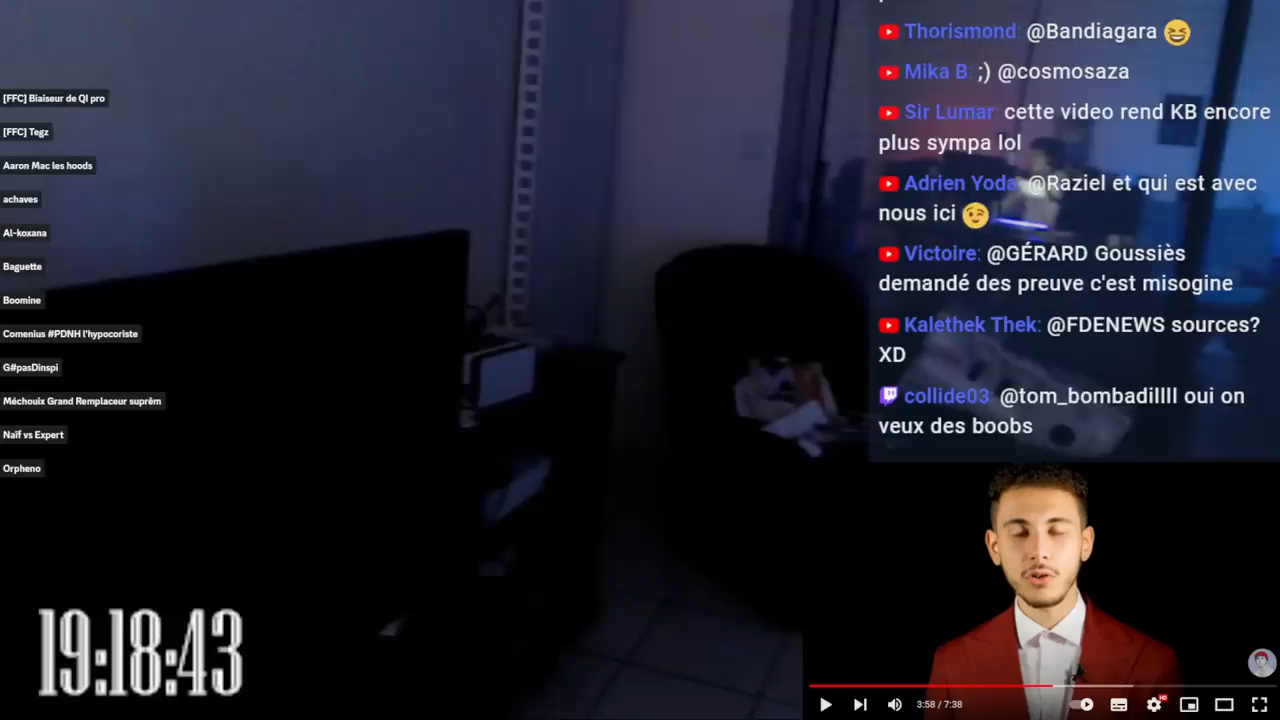 [FFC] Biaiseur de QI pro
[FFC] Tegz
Aaron Mac les hoods
achaves
Al-koxana
Baguette
Boomine
Comenius #PDNH l'hypocoriste
G#pasDinspi
Méchouix Grand Remplaceur suprêm
Naïf vs Expert
Orpheno
19:18:43
Thorismond: @Bandiagara 😆
Mika B: ;) @cosmosaza
Sir Lumar: cette video rend KB encore
plus sympa lol
Adrien Yoda: @Raziel et qui est avec
nous ici 😉
Victoire: @GÉRARD Goussiès
demandé des preuve c'est misogine
Kalethek Thek: @FDENEWS sources?
XD
collide03: @tom_bombadillll oui on
veux des boobs
3:58 / 7:38
HD